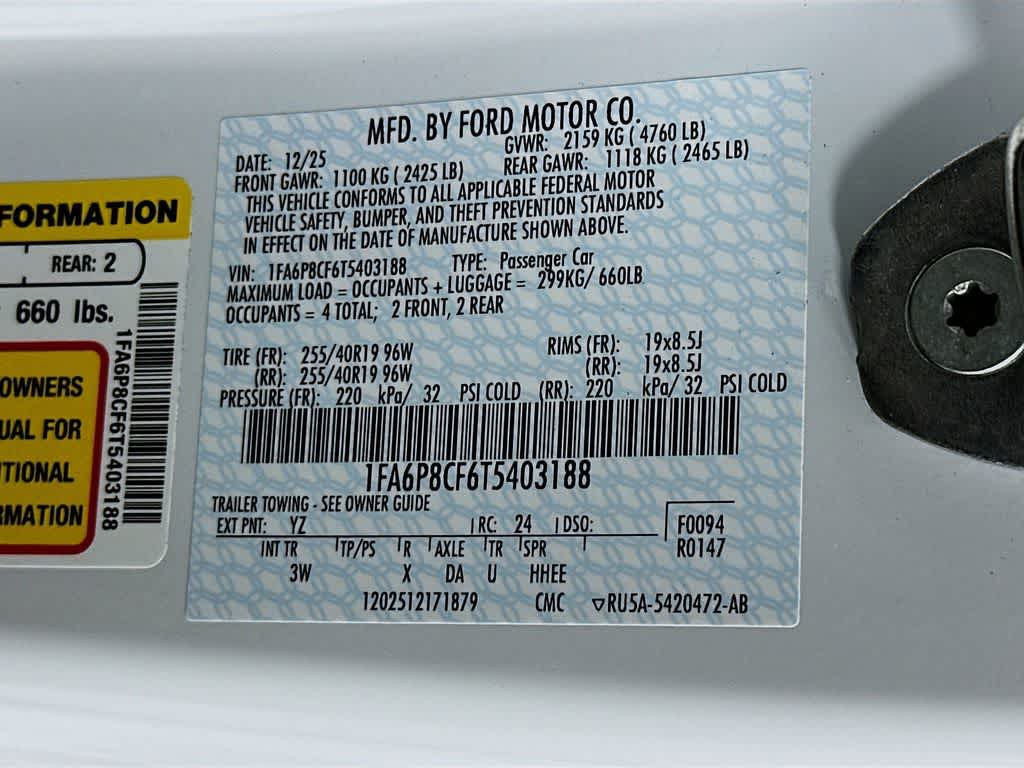 FORMATION
REAR: 2
660 lbs.
OWNERS
UAL FOR
ITIONAL
RMATION
1FA6P8CF6T5403188
MFD. BY FORD MOTOR CO.
DATE: 12/25 GVWR: 2159 KG ( 4760 LB)
FRONT GAWR: 1100 KG ( 2425 LB) REAR GAWR: 1118 KG ( 2465 LB)
THIS VEHICLE CONFORMS TO ALL APPLICABLE FEDERAL MOTOR
VEHICLE SAFETY, BUMPER, AND THEFT PREVENTION STANDARDS
IN EFFECT ON THE DATE OF MANUFACTURE SHOWN ABOVE.
VIN: 1FA6P8CF6T5403188 TYPE: Passenger Car
MAXIMUM LOAD = OCCUPANTS + LUGGAGE = 299KG/ 660LB
OCCUPANTS = 4 TOTAL; 2 FRONT, 2 REAR
TIRE (FR): 255/40R19 96W RIMS (FR): 19x8.5J
(RR): 255/40R19 96W (RR): 19x8.5J
PRESSURE (FR): 220 kPa/ 32 PSI COLD (RR): 220 kPa/ 32 PSI COLD
1FA6P8CF6T5403188
TRAILER TOWING - SEE OWNER GUIDE
EXT PNT: YZ RC: 24 DSO: F0094
INT TR TP/PS R AXLE TR SPR R0147
3W X DA U HHEE
1202512171879 CMC ▽RU5A-5420472-AB